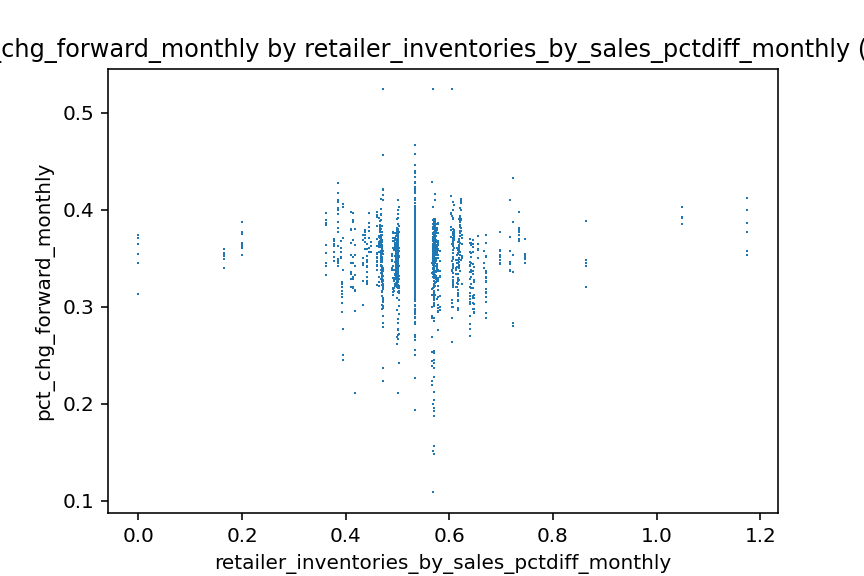 _chg_forward_monthly by retailer_inventories_by_sales_pctdiff_monthly (
0.5
0.4
0.3
0.2
0.1
pct_chg_forward_monthly
0.0 0.2 0.4 0.6 0.8 1.0 1.2
retailer_inventories_by_sales_pctdiff_monthly